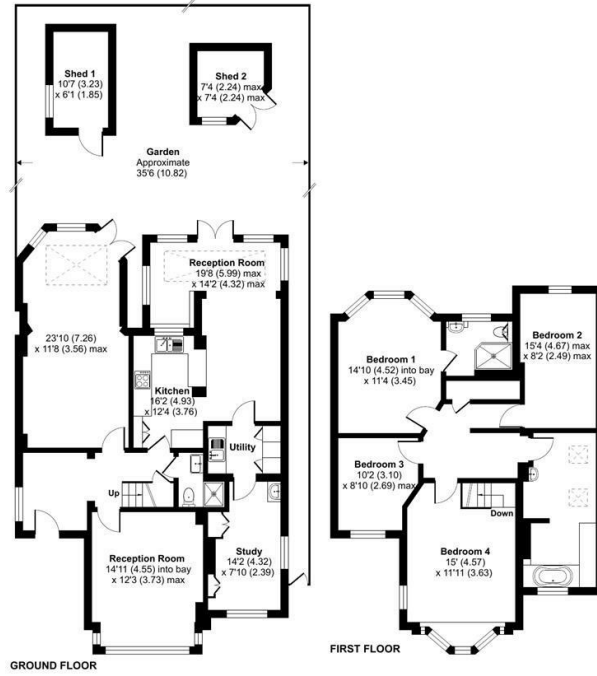 Shed 1
10'7 (3.23)
x 6'1 (1.85)
Shed 2
7'4 (2.24) max
x 7'4 (2.24) max
Garden
Approximate
35'6 (10.82)
Reception Room
19'8 (5.99) max
x 14'2 (4.32) max
23'10 (7.26)
x 11'8 (3.56) max
Kitchen
16'2 (4.93)
x 12'4 (3.76)
Utility
Up
Reception Room
14'11 (4.55) into bay
x 12'3 (3.73) max
Study
14'2 (4.32)
x 7'10 (2.39)
GROUND FLOOR
Bedroom 1
14'10 (4.52) into bay
x 11'4 (3.45)
Bedroom 2
15'4 (4.67) max
x 8'2 (2.49) max
Bedroom 3
10'2 (3.10)
x 8'10 (2.69) max
Down
Bedroom 4
15' (4.57)
x 11'11 (3.63)
FIRST FLOOR